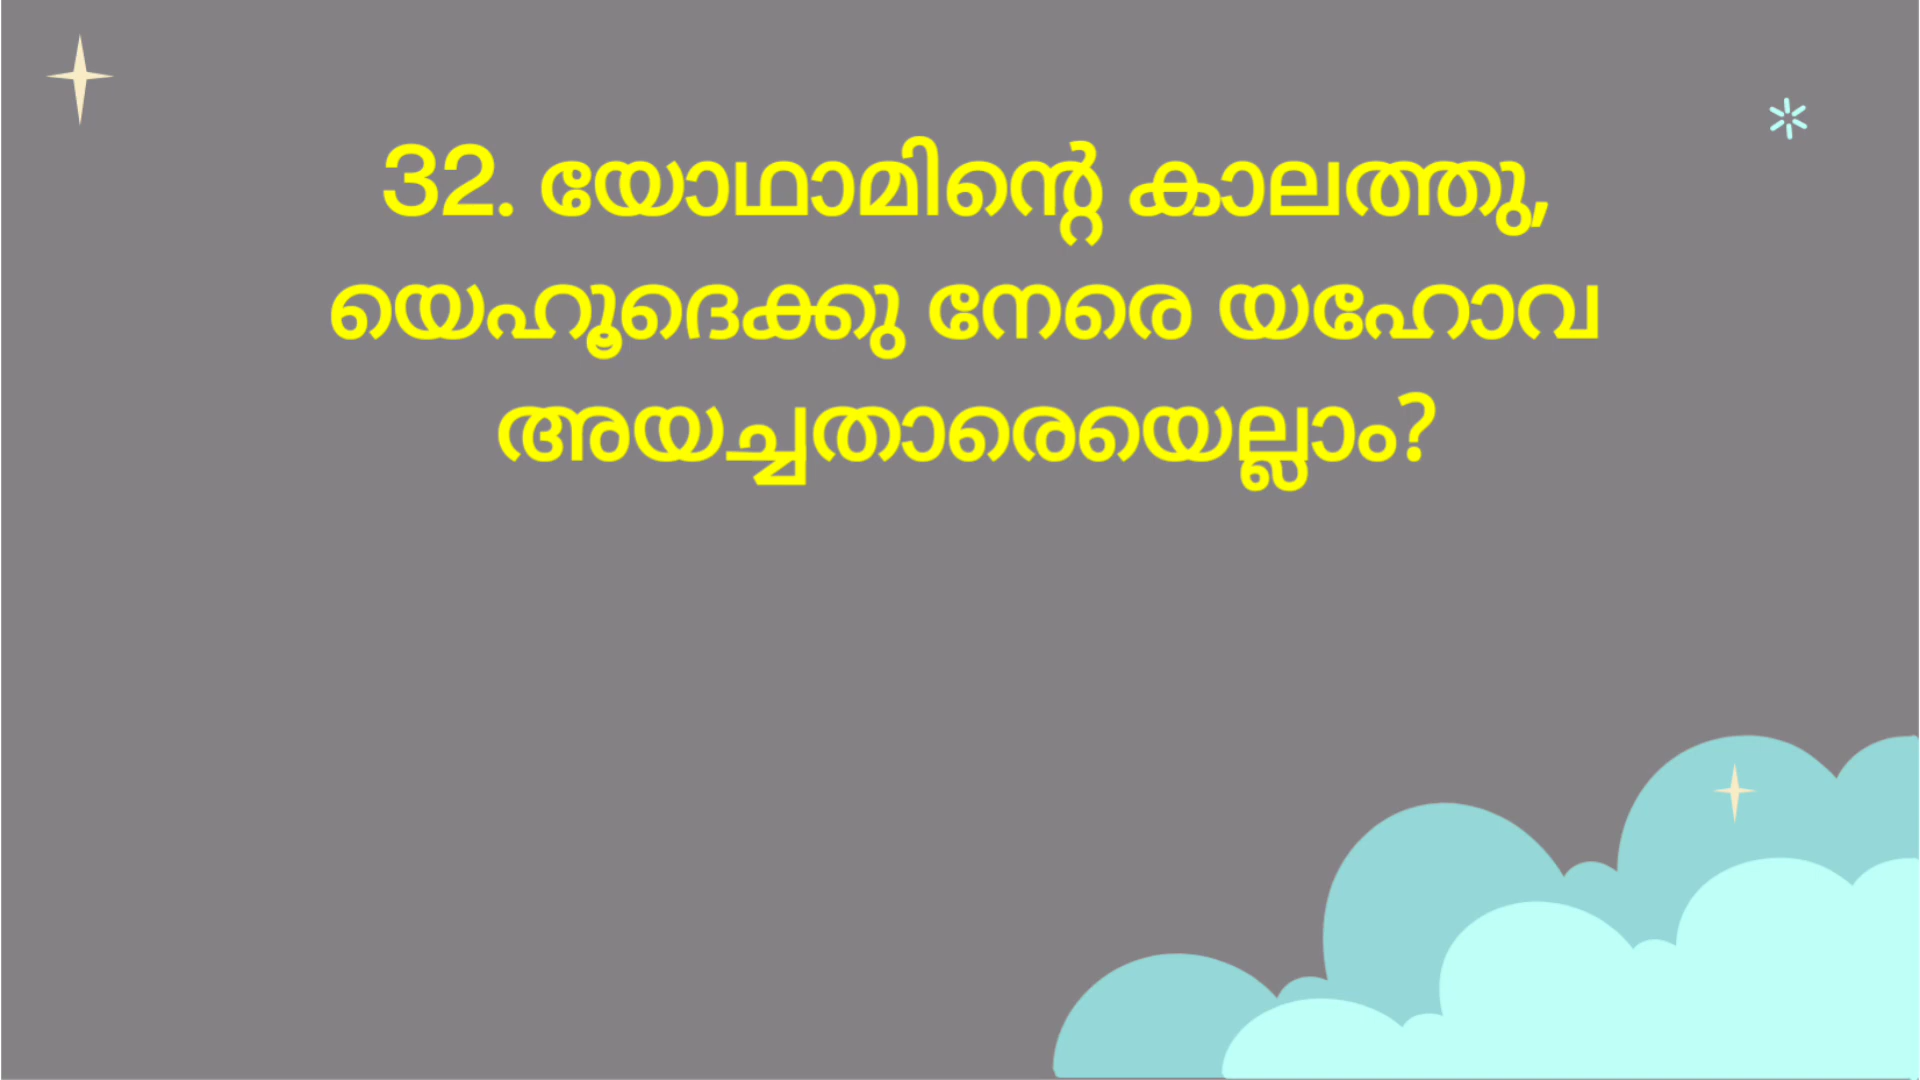 32. യോഥാമിന്റെ കാലത്തു,
യെഹൂദെക്കു നേരെ യഹോവ
അയച്ചതാരെയെല്ലാം?